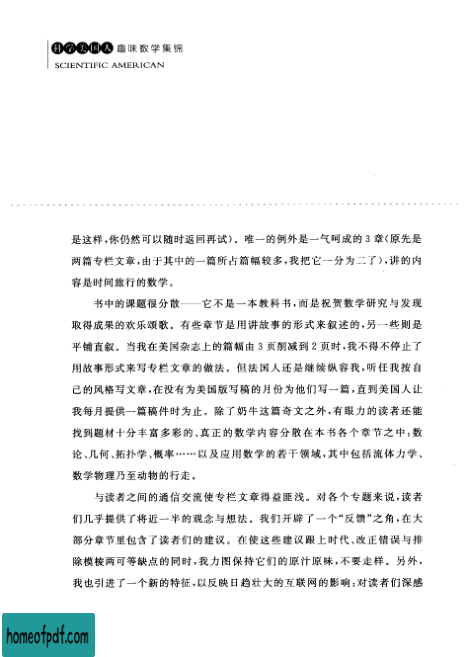 科学美国人 趣味数学集锦
SCIENTIFIC AMERICAN
是这样,你仍然可以随时返回再试)。唯一的例外是一气呵成的 3 章(原先是
两篇专栏文章,由于其中的一篇所占篇幅较多,我把它一分为二了),讲的内
容是时间旅行的数学。
书中的课题很分散——它不是一本教科书,而是祝贺数学研究与发现
取得成果的欢乐颂歌。有些章节是用讲故事的形式来叙述的,另一些则是
平铺直叙。当我在美国杂志上的篇幅由 3 页削减到 2 页时,我不得不停止了
用故事形式来写专栏文章的做法。但法国人还是继续纵容我,听任我按自
己的风格写文章,在没有为美国版写稿的月份为他们写一篇,直到美国人让
我每月提供一篇稿件时为止。除了奶牛这篇奇文之外,有眼力的读者还能
找到题材十分丰富多彩的、真正的数学内容分散在本书各个章节之中:数
论、几何、拓扑学、概率……以及应用数学的若干领域,其中包括流体力学、
数学物理乃至动物的行走。
与读者之间的通信交流使专栏文章得益匪浅。对各个专题来说,读者
们几乎提供了将近一半的观念与想法。我们开辟了一个“反馈”之角,在大
部分章节里包含了读者们的建议。在使这些建议跟上时代、改正错误与排
除模棱两可等缺点的同时,我力图保持它们的原汁原味,不要走样。另外,
我也引进了一个新的特征,以反映日趋壮大的互联网的影响:对读者们深感
homeofpdf.com